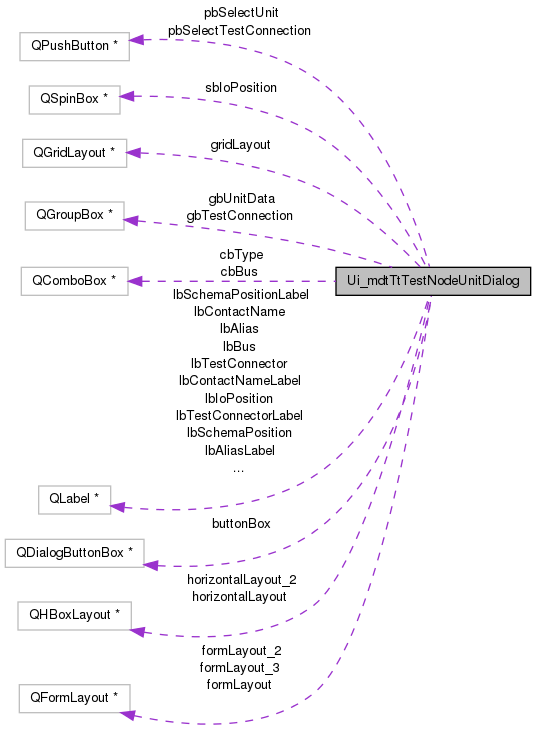 pbSelectUnit
pbSelectTestConnection
QPushButton *
sbIoPosition
QSpinBox *
gridLayout
QGridLayout *
gbUnitData
gbTestConnection
QGroupBox *
cbType
cbBus
QComboBox *
Ui_mdtTtTestNodeUnitDialog
lbSchemaPositionLabel
lbContactName
lbAlias
lbBus
lbTestConnector
lbContactNameLabel
lbIoPosition
lbTestConnectorLabel
lbSchemaPosition
lbAliasLabel
...
QLabel *
buttonBox
QDialogButtonBox *
horizontalLayout_2
horizontalLayout
QHBoxLayout *
formLayout_2
formLayout_3
formLayout
QFormLayout *